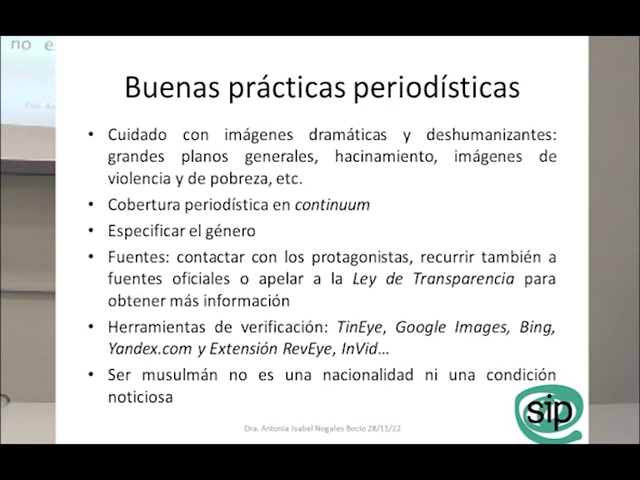 no e
Dra. An
Buenas prácticas periodísticas
• Cuidado con imágenes dramáticas y deshumanizantes:
grandes planos generales, hacinamiento, imágenes de
violencia y de pobreza, etc.
• Cobertura periodística en continuum
• Especificar el género
• Fuentes: contactar con los protagonistas, recurrir también a
fuentes oficiales o apelar a la Ley de Transparencia para
obtener más información
• Herramientas de verificación: TinEye, Google Images, Bing,
Yandex.com y Extensión RevEye, InVid...
• Ser musulmán no es una nacionalidad ni una condición
noticiosa
Dra. Antonia Isabel Nogales Bocio 28/11/22
sip